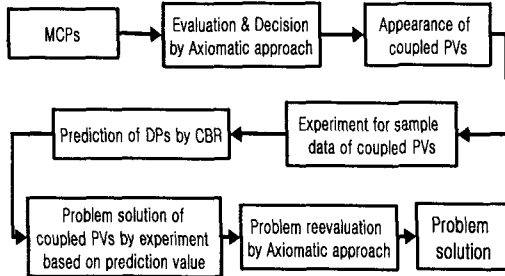 MCPs
Evaluation & Decision
by Axiomatic approach
Appearance of
coupled PVs
Experiment for sample
data of coupled PVs
Prediction of DPs by CBR
Problem solution of
coupled PVs by experiment
based on prediction value
Problem reevaluation
by Axiomatic approach
Problem
solution